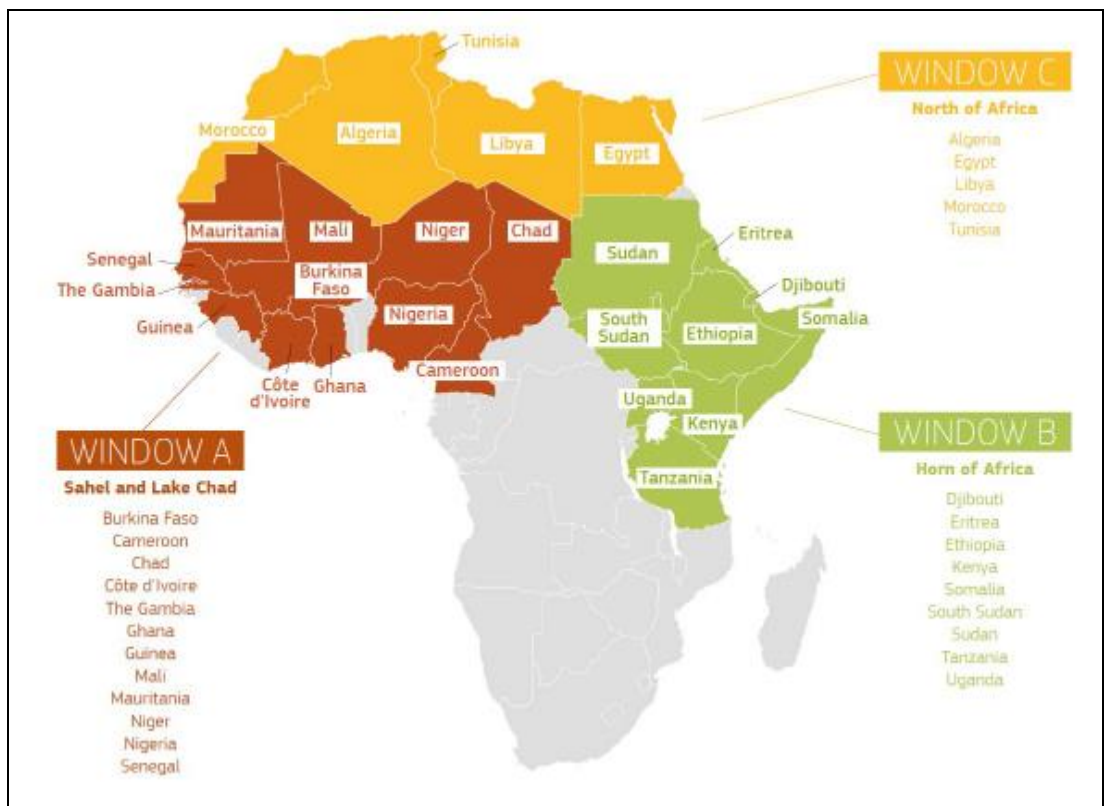 Tunisia
WINDOW C
North of Africa
Algeria
Egypt
Libya
Morocco
Tunisia
Morocco
Algeria
Libya
Egypt
Mauritania
Mali
Niger
Chad
Senegal
The Gambia
Guinea
Burkina
Faso
Nigeria
Côte
d'Ivoire
Ghana
Cameroon
Sudan
Eritrea
Djibouti
Somalia
South
Sudan
Ethiopia
Uganda
Kenya
Tanzania
WINDOW A
Sahel and Lake Chad
Burkina Faso
Cameroon
Chad
Côte d'Ivoire
The Gambia
Ghana
Guinea
Mali
Mauritania
Niger
Nigeria
Senegal
WINDOW B
Horn of Africa
Djibouti
Eritrea
Ethiopia
Kenya
Somalia
South Sudan
Sudan
Tanzania
Uganda